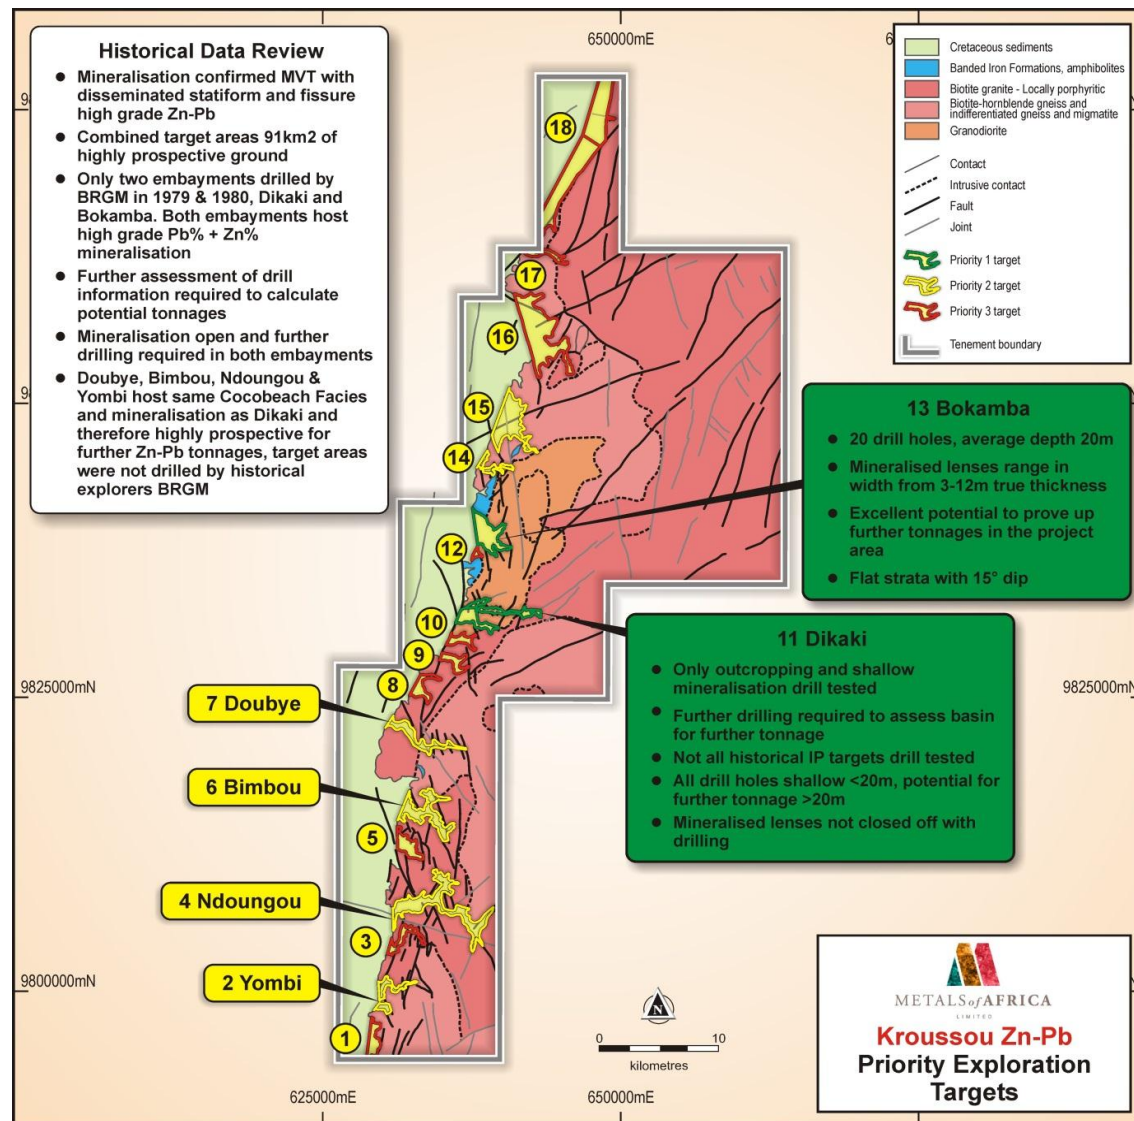 Historical Data Review
● Mineralisation confirmed MVT with
disseminated statiform and fissure
high grade Zn-Pb
● Combined target areas 91km2 of
highly prospective ground
● Only two embayments drilled by
BRGM in 1979 & 1980, Dikaki and
Bokamba. Both embayments host
high grade Pb% + Zn%
mineralisation
● Further assessment of drill
information required to calculate
potential tonnages
● Mineralisation open and further
drilling required in both embayments
● Doubye, Bimbou, Ndoungou &
Yombi host same Cocobeach Facies
and mineralisation as Dikaki and
therefore highly prospective for
further Zn-Pb tonnages, target areas
were not drilled by historical
explorers BRGM
650000mE
Cretaceous sediments
Banded Iron Formations, amphibolites
Biotite granite - Locally porphyritic
Biotite-hornblende gneiss and
indifferentiated gneiss and migmatite
Granodiorite
Contact
Intrusive contact
Fault
Joint
Priority 1 target
Priority 2 target
Priority 3 target
Tenement boundary
18
17
16
15
14
12
10
9
8
13 Bokamba
● 20 drill holes, average depth 20m
● Mineralised lenses range in
width from 3-12m true thickness
● Excellent potential to prove up
further tonnages in the project
area
● Flat strata with 15° dip
11 Dikaki
● Only outcropping and shallow
mineralisation drill tested
● Further drilling required to assess basin
for further tonnage
● Not all historical IP targets drill tested
● All drill holes shallow <20m, potential for
further tonnage >20m
● Mineralised lenses not closed off with
drilling
9825000mN
9825000mN
7 Doubye
6 Bimbou
5
4 Ndoungou
3
2 Yombi
1
9800000mN
N
0 10
kilometres
METALS of AFRICA
LIMITED
Kroussou Zn-Pb
Priority Exploration
Targets
625000mE
650000mE